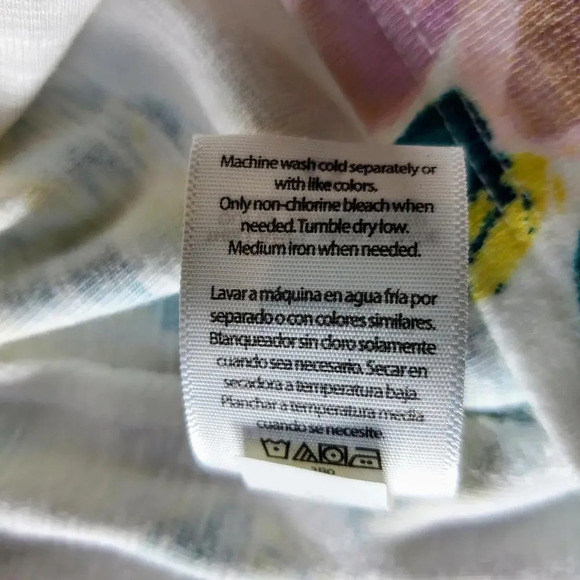 Machine wash cold separately or
with like colors.
Only non-chlorine bleach when
needed. Tumble dry low.
Medium iron when needed.
Lavar a máquina en agua fría por
separado o con colores similares.
Blanqueador sin cloro solamente
cuando sea necesario. Secar en
secadora a temperatura baja.
Planchar a temperatura media
cuando se necesite.